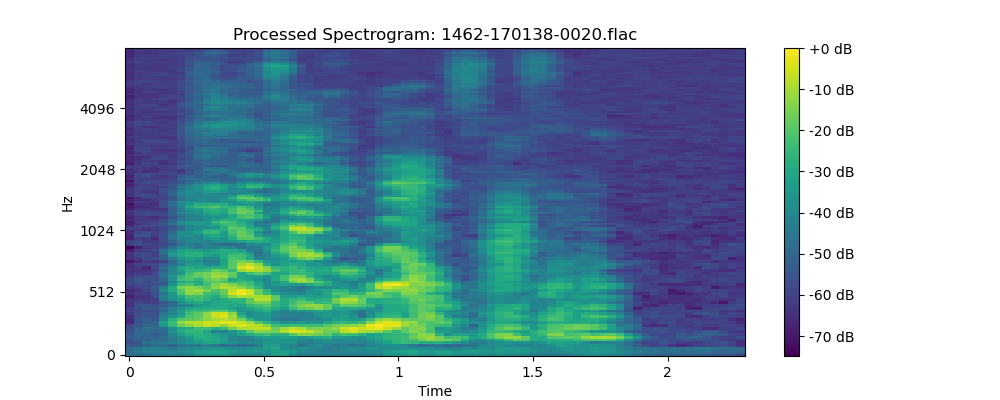 Processed Spectrogram: 1462-170138-0020.flac
+0 dB
-10 dB
-20 dB
-30 dB
-40 dB
-50 dB
-60 dB
-70 dB
Hz
4096
2048
1024
512
0
0 0.5 1 1.5 2
Time